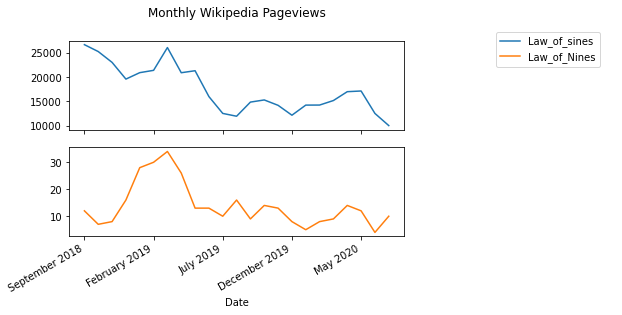 Monthly Wikipedia Pageviews
Law_of_sines
Law_of_Nines
25000
20000
15000
10000
30
20
10
September 2018
February 2019
July 2019
December 2019
May 2020
Date